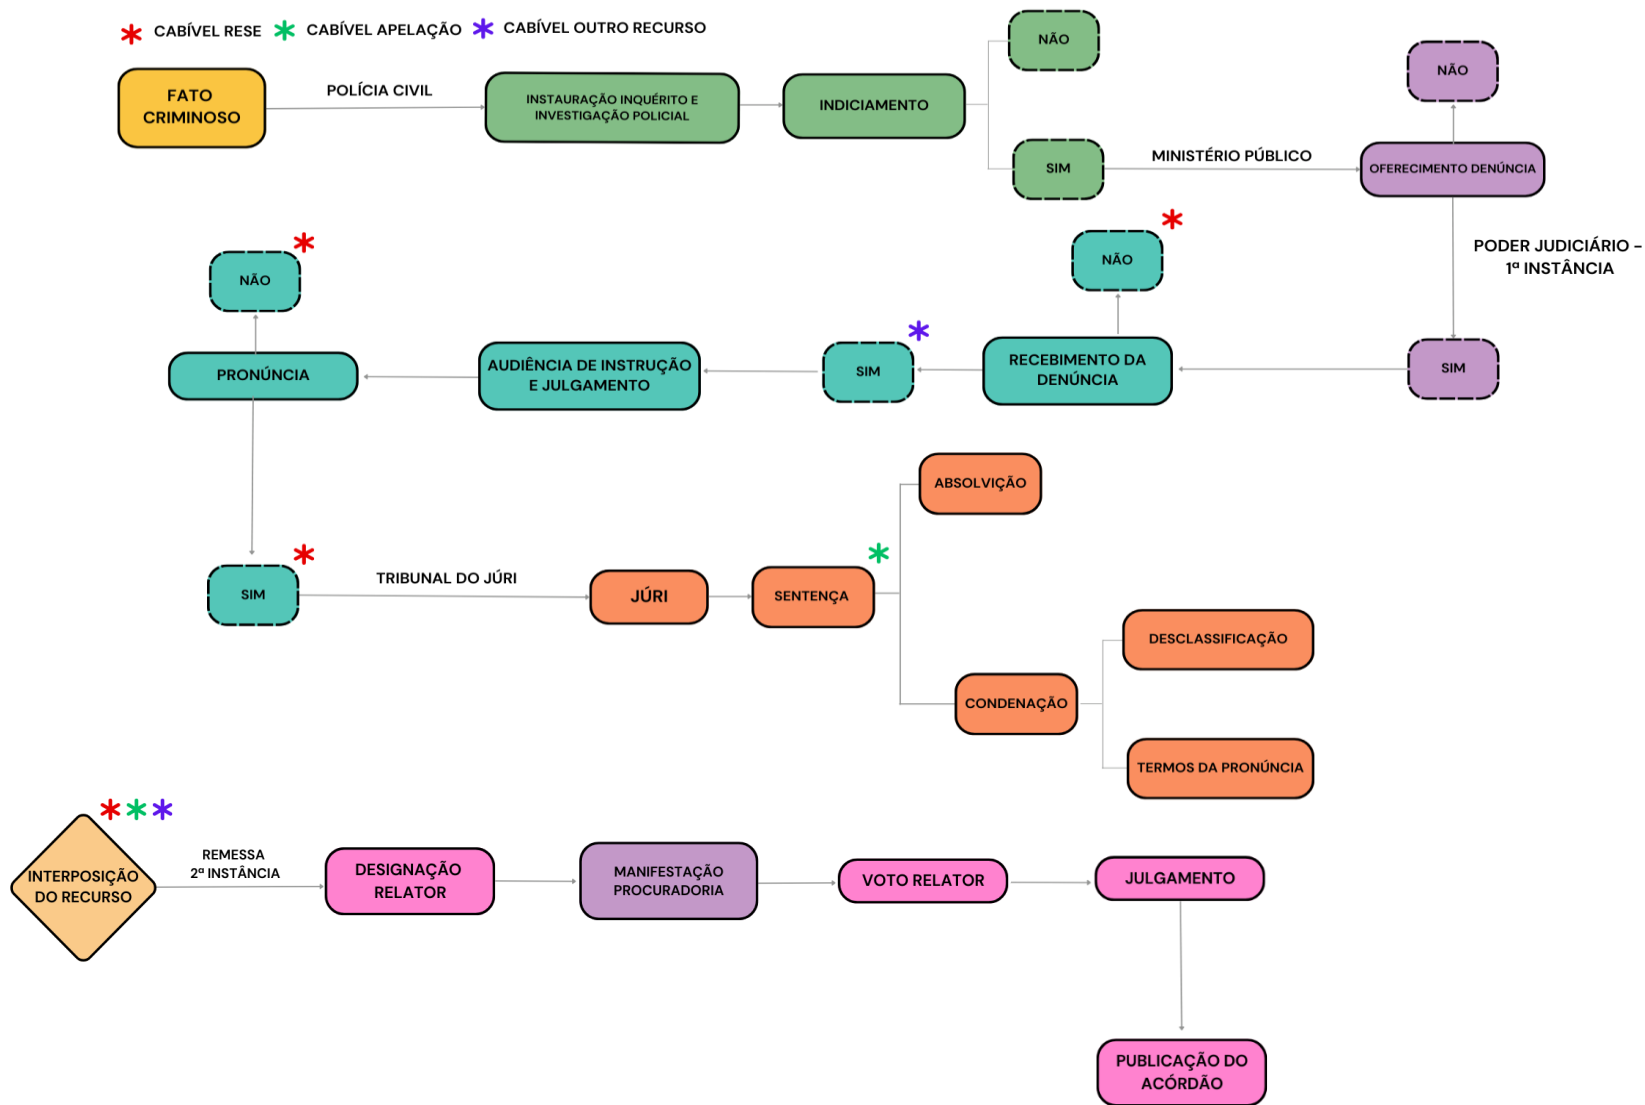 CABÍVEL RESE
CABÍVEL APELAÇÃO
CABÍVEL OUTRO RECURSO
FATO
CRIMINOSO
POLÍCIA CIVIL
INSTAURAÇÃO INQUÉRITO E
INVESTIGAÇÃO POLICIAL
INDICIAMENTO
NÃO
SIM
MINISTÉRIO PÚBLICO
NÃO
OFERECIMENTO DENÚNCIA
PODER JUDICIÁRIO -
1ª INSTÂNCIA
SIM
NÃO
RECEBIMENTO DA
DENÚNCIA
SIM
AUDIÊNCIA DE INSTRUÇÃO
E JULGAMENTO
NÃO
PRONÚNCIA
SIM
TRIBUNAL DO JÚRI
JÚRI
SENTENÇA
ABSOLVIÇÃO
CONDENAÇÃO
DESCLASSIFICAÇÃO
TERMOS DA PRONÚNCIA
INTERPOSIÇÃO
DO RECURSO
REMESSA
2ª INSTÂNCIA
DESIGNAÇÃO
RELATOR
MANIFESTAÇÃO
PROCURADORIA
VOTO RELATOR
JULGAMENTO
PUBLICAÇÃO DO
ACÓRDÃO